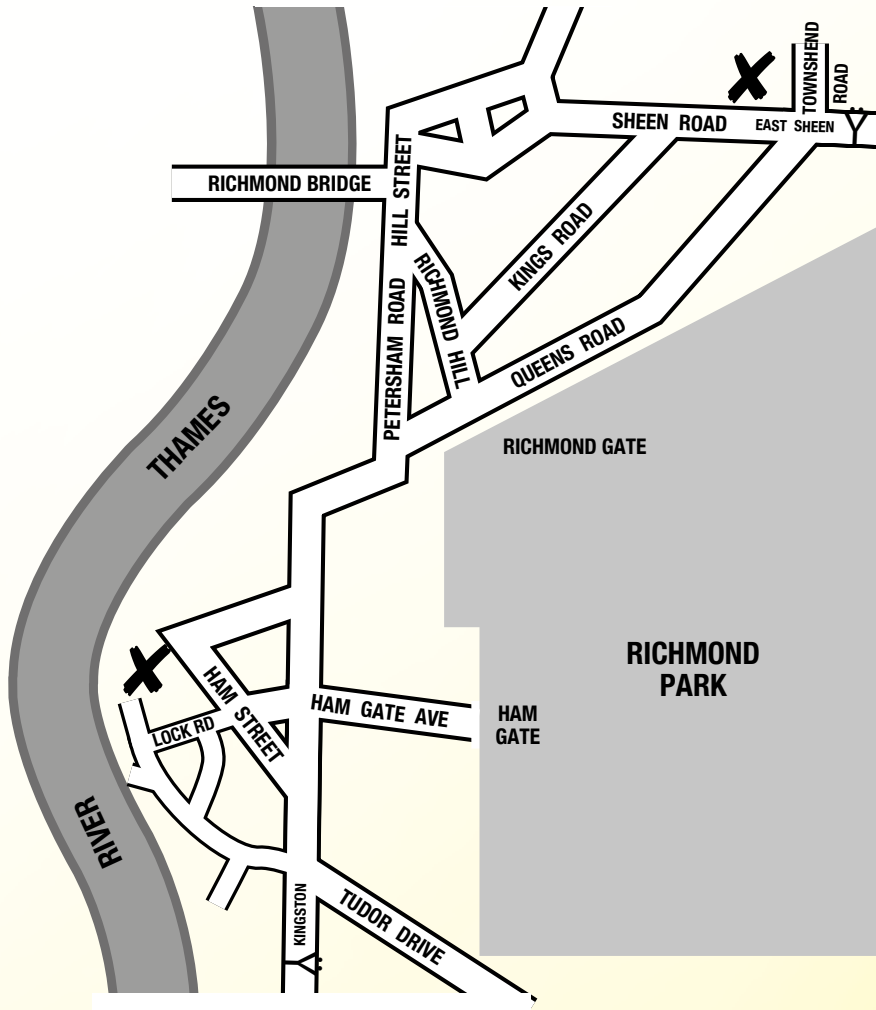 TOWNSHEND
ROAD
SHEEN ROAD
EAST SHEEN
RICHMOND BRIDGE
HILL STREET
KINGS ROAD
RICHMOND HILL
PETERSHAM ROAD
QUEENS ROAD
THAMES
RICHMOND GATE
RICHMOND
PARK
HAM STREET
HAM GATE AVE
HAM
GATE
LOCK RD
RIVER
KINGSTON
TUDOR DRIVE